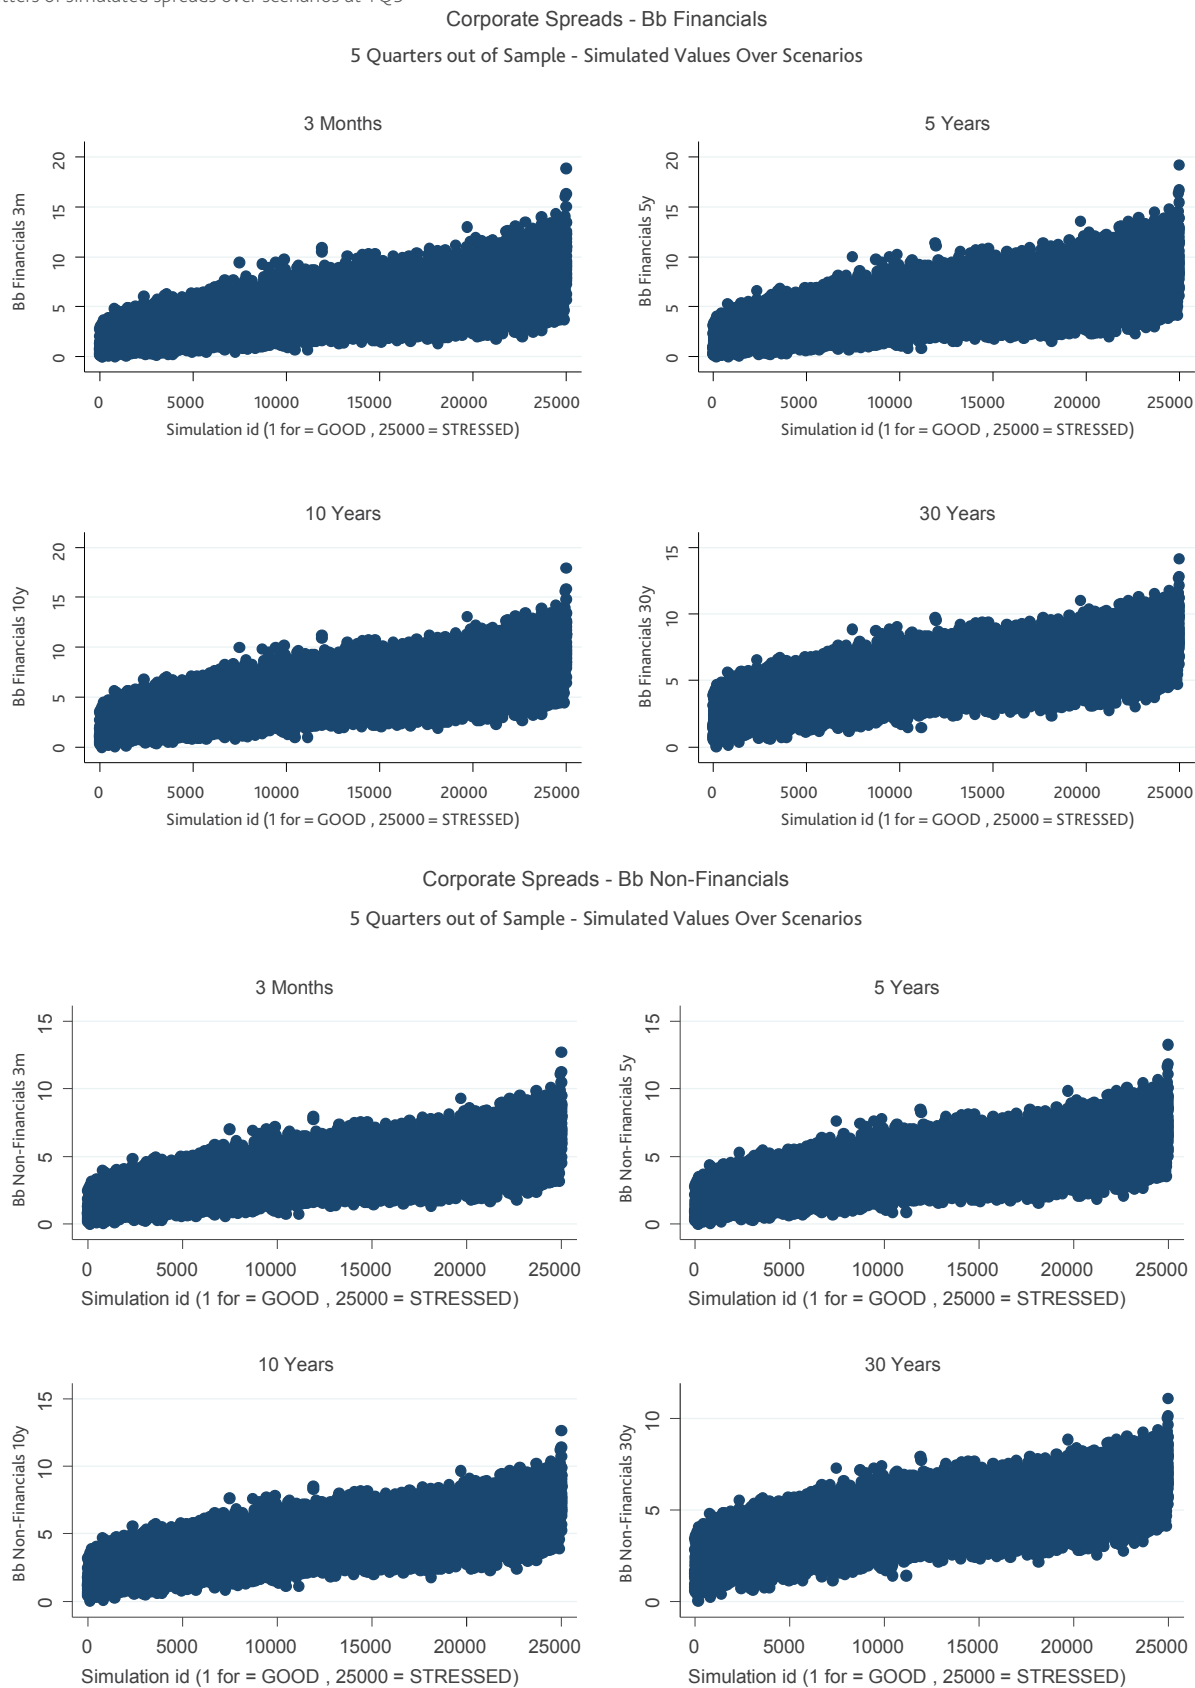 of simulated spreads over scenarios at
Corporate Spreads - Bb Financials
5 Quarters out of Sample - Simulated Values Over Scenarios
3 Months
Bb Financials 3m
20
15
10
5
0
0 5000 10000 15000 20000 25000
Simulation id (1 for = GOOD , 25000 = STRESSED)
5 Years
Bb Financials 5y
20
15
10
5
0
0 5000 10000 15000 20000 25000
Simulation id (1 for = GOOD , 25000 = STRESSED)
10 Years
Bb Financials 10y
20
15
10
5
0
0 5000 10000 15000 20000 25000
Simulation id (1 for = GOOD , 25000 = STRESSED)
30 Years
Bb Financials 30y
15
10
5
0
0 5000 10000 15000 20000 25000
Simulation id (1 for = GOOD , 25000 = STRESSED)
Corporate Spreads - Bb Non-Financials
5 Quarters out of Sample - Simulated Values Over Scenarios
3 Months
Bb Non-Financials 3m
15
10
5
0
0 5000 10000 15000 20000 25000
Simulation id (1 for = GOOD , 25000 = STRESSED)
5 Years
Bb Non-Financials 5y
15
10
5
0
0 5000 10000 15000 20000 25000
Simulation id (1 for = GOOD , 25000 = STRESSED)
10 Years
Bb Non-Financials 10y
15
10
5
0
0 5000 10000 15000 20000 25000
Simulation id (1 for = GOOD , 25000 = STRESSED)
30 Years
Bb Non-Financials 30y
10
5
0
0 5000 10000 15000 20000 25000
Simulation id (1 for = GOOD , 25000 = STRESSED)